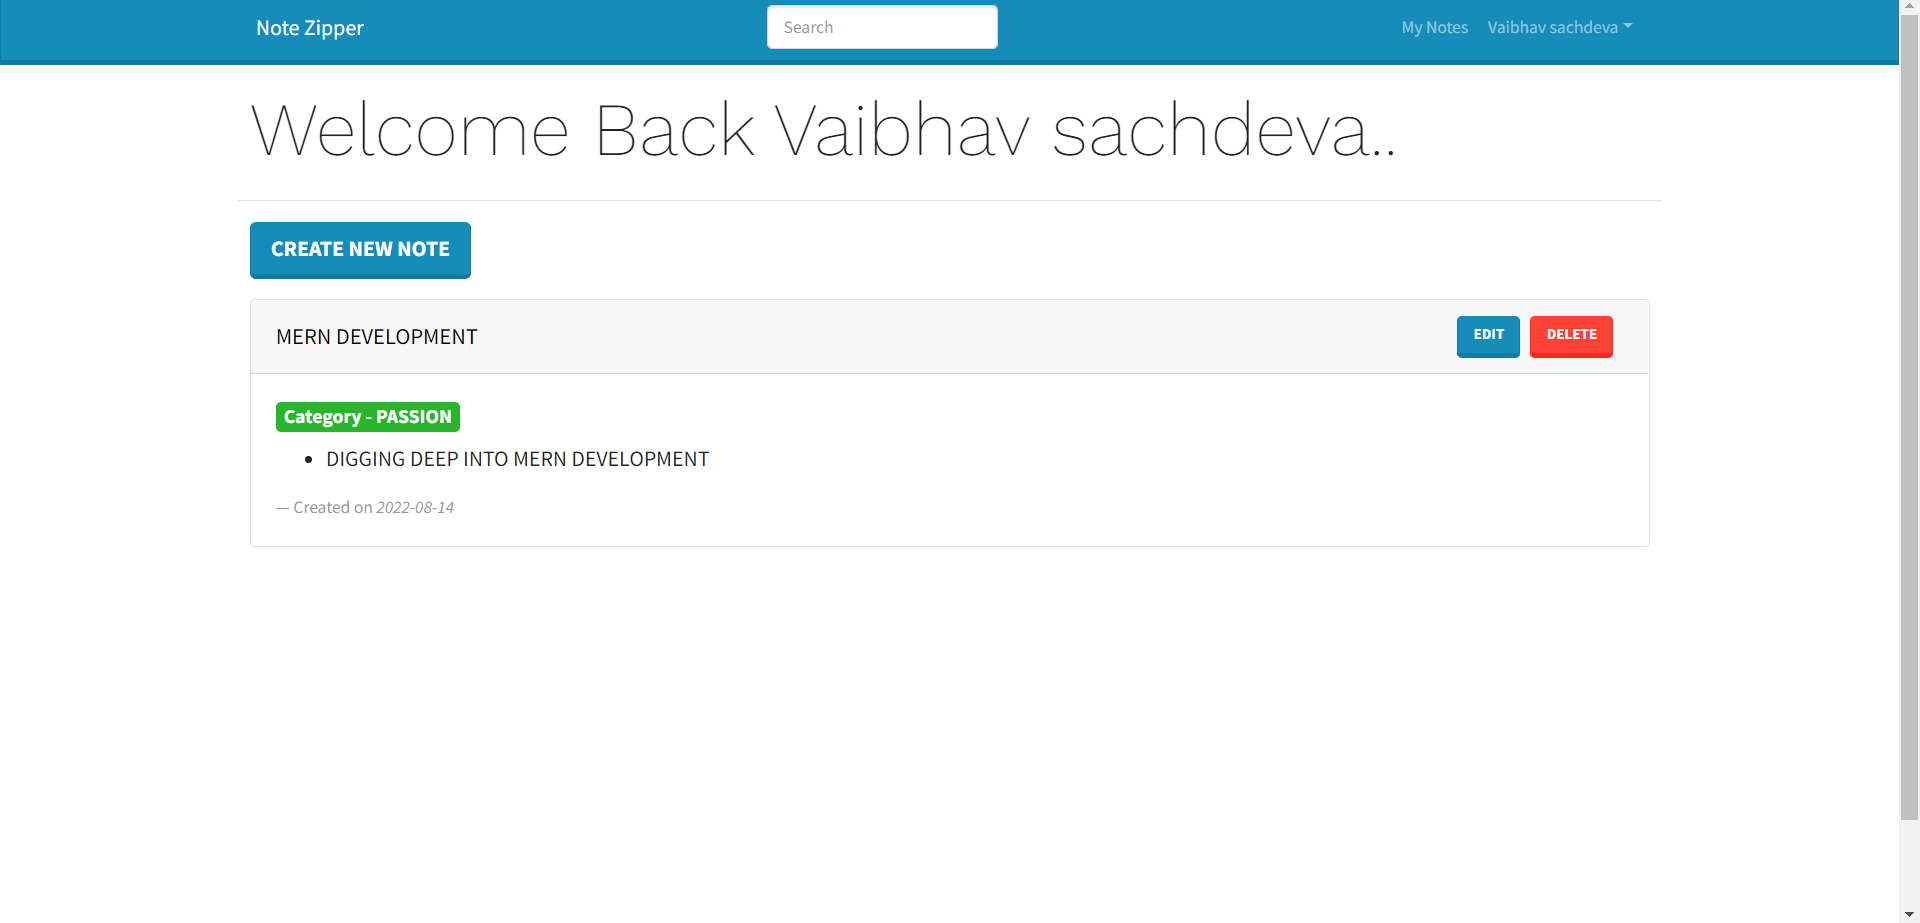 Note Zipper
Search
My Notes
Vaibhav sachdeva
Welcome Back Vaibhav sachdeva..
CREATE NEW NOTE
MERN DEVELOPMENT
EDIT
DELETE
Category - PASSION
• DIGGING DEEP INTO MERN DEVELOPMENT
— Created on 2022-08-14